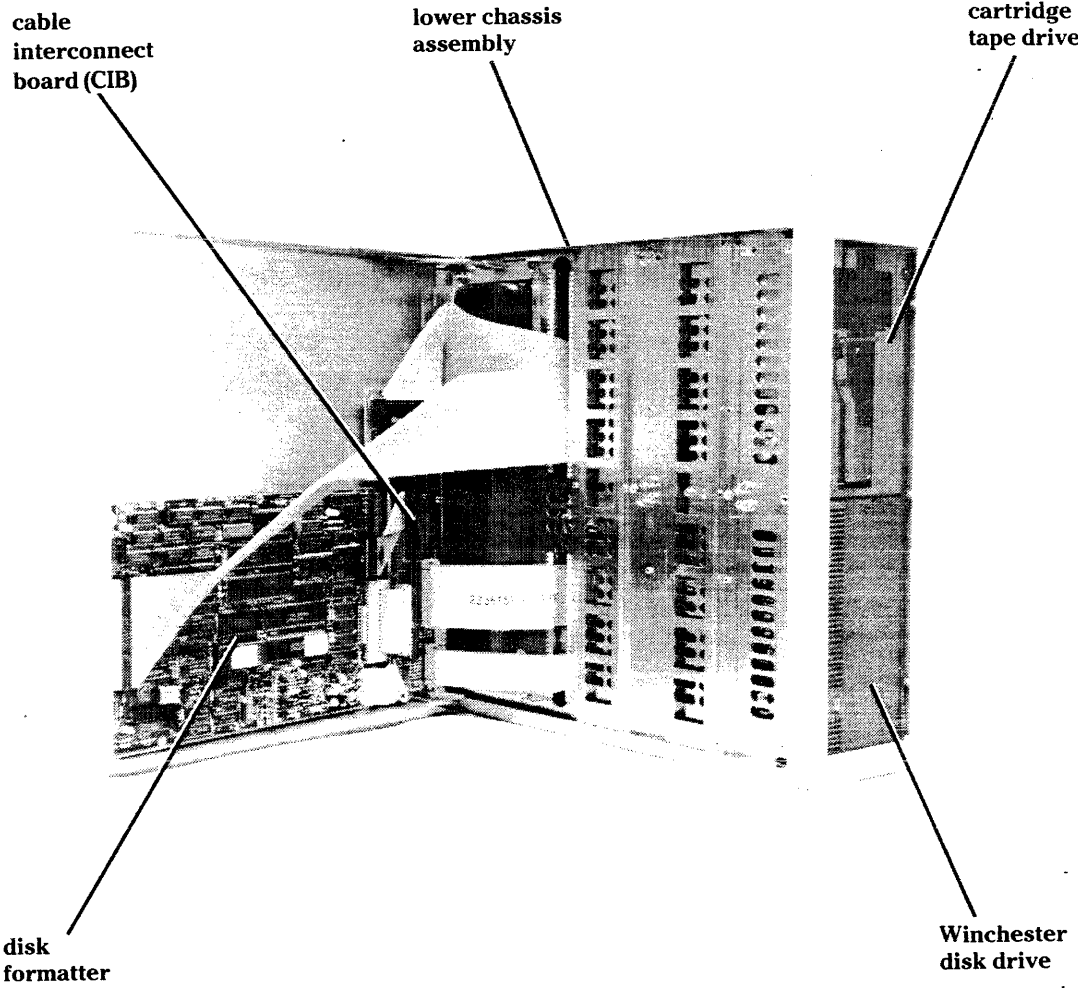 cable
interconnect
board (CIB)
lower chassis
assembly
cartridge
tape drive
disk
formatter
Winchester
disk drive